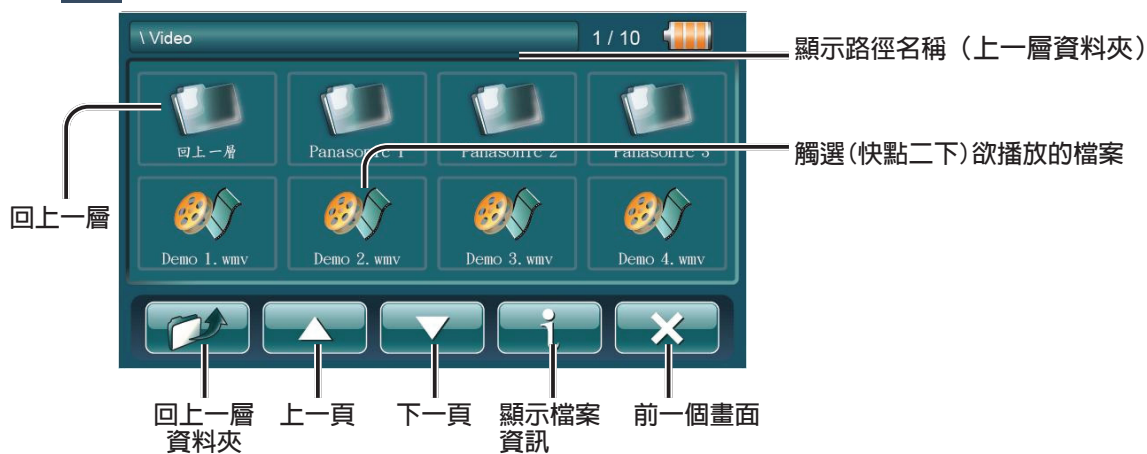 \ Video
1 / 10
顯示路徑名稱（上一層資料夾）
回上一層
Panasonic 1
Panasonic 2
Panasonic 3
觸選(快點二下)欲播放的檔案
回上一層
Demo 1. wmv
Demo 2. wmv
Demo 3. wmv
Demo 4. wmv
回上一層
資料夾
上一頁
下一頁
顯示檔案
資訊
前一個畫面